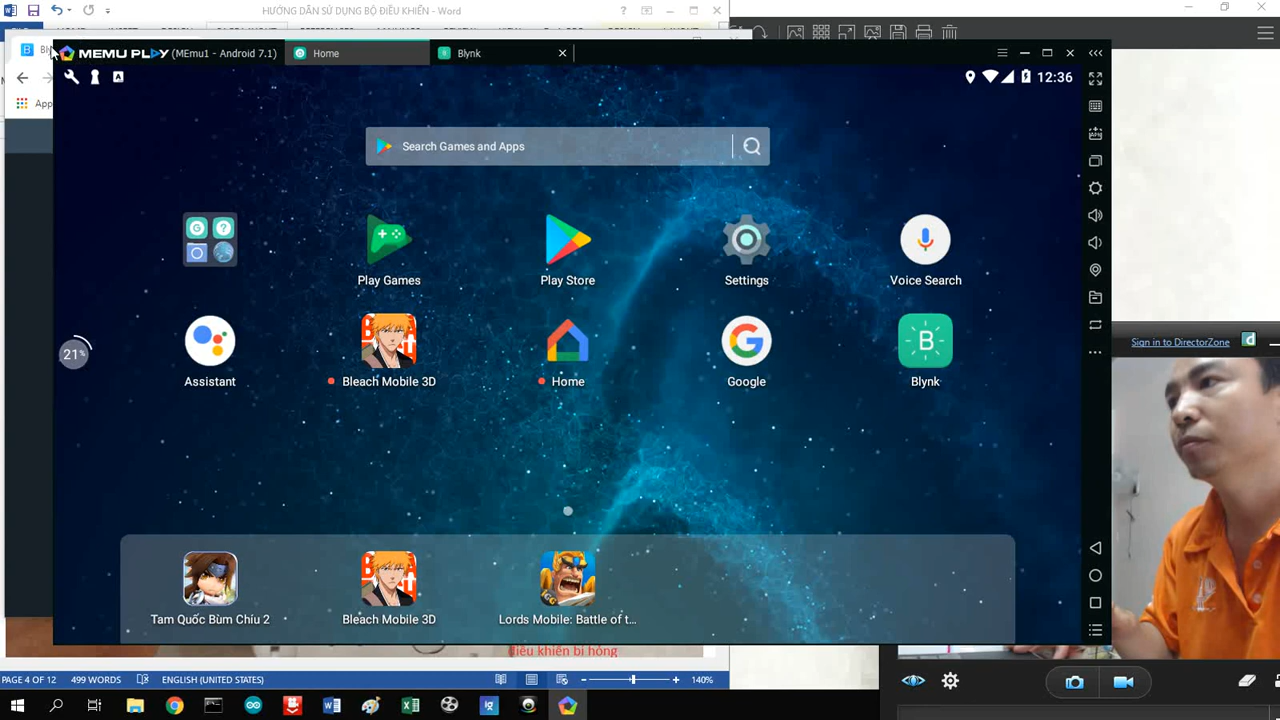 HƯỚNG DẪN SỬ DỤNG BỘ ĐIỀU KHIỂN - Word
MEMU PLAY (MEmu1 - Android 7.1)
Home
Blynk
App
12:36
Search Games and Apps
Play Games
Play Store
Settings
Voice Search
21%
Assistant
Bleach Mobile 3D
Home
Google
Blynk
Tam Quốc Bùm Chíu 2
Bleach Mobile 3D
Lords Mobile: Battle of t...
Sign in to DirectorZone
điều khiển bị hỏng
PAGE 4 OF 12
499 WORDS
ENGLISH (UNITED STATES)
140%